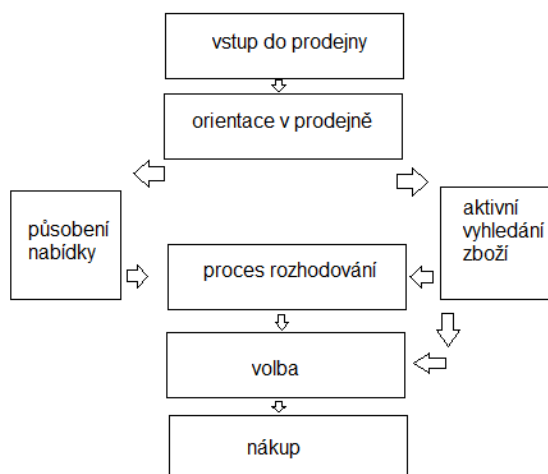 vstup do prodejny
orientace v prodejně
působení
nabídky
aktivní
vyhledání
zboží
proces rozhodování
volba
nákup